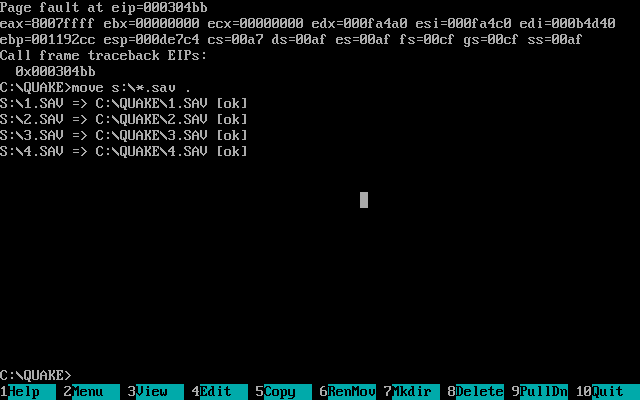 Page fault at eip=000304bb
eax=8007ffff ebx=00000000 ecx=00000000 edx=000fa4a0 esi=000fa4c0 edi=000b4d40
ebp=001192cc esp=000de7c4 cs=00a7 ds=00af es=00af fs=00cf gs=00cf ss=00af
Call frame traceback EIPs:
  0x000304bb
C:\QUAKE>move s:\*.sav .
S:\1.SAV => C:\QUAKE\1.SAV [ok]
S:\2.SAV => C:\QUAKE\2.SAV [ok]
S:\3.SAV => C:\QUAKE\3.SAV [ok]
S:\4.SAV => C:\QUAKE\4.SAV [ok]
C:\QUAKE>
1Help 2Menu 3View 4Edit 5Copy 6RenMov 7Mkdir 8Delete 9PullDn 10Quit